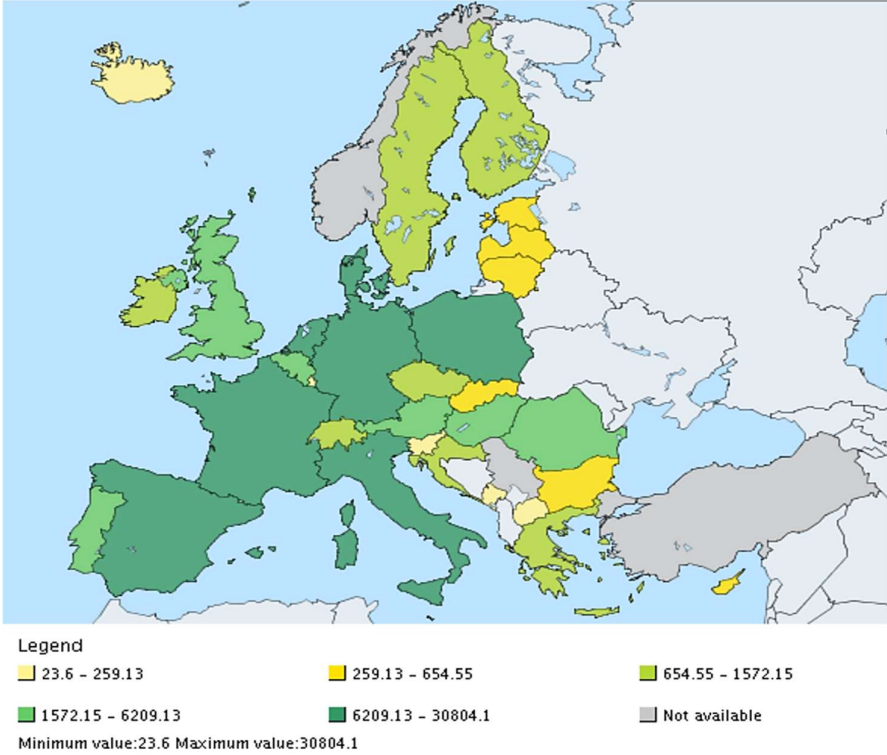 Legend
23.6 - 259.13 259.13 - 654.55 654.55 - 1572.15
1572.15 - 6209.13 6209.13 - 30804.1 Not available
Minimum value:23.6 Maximum value:30804.1